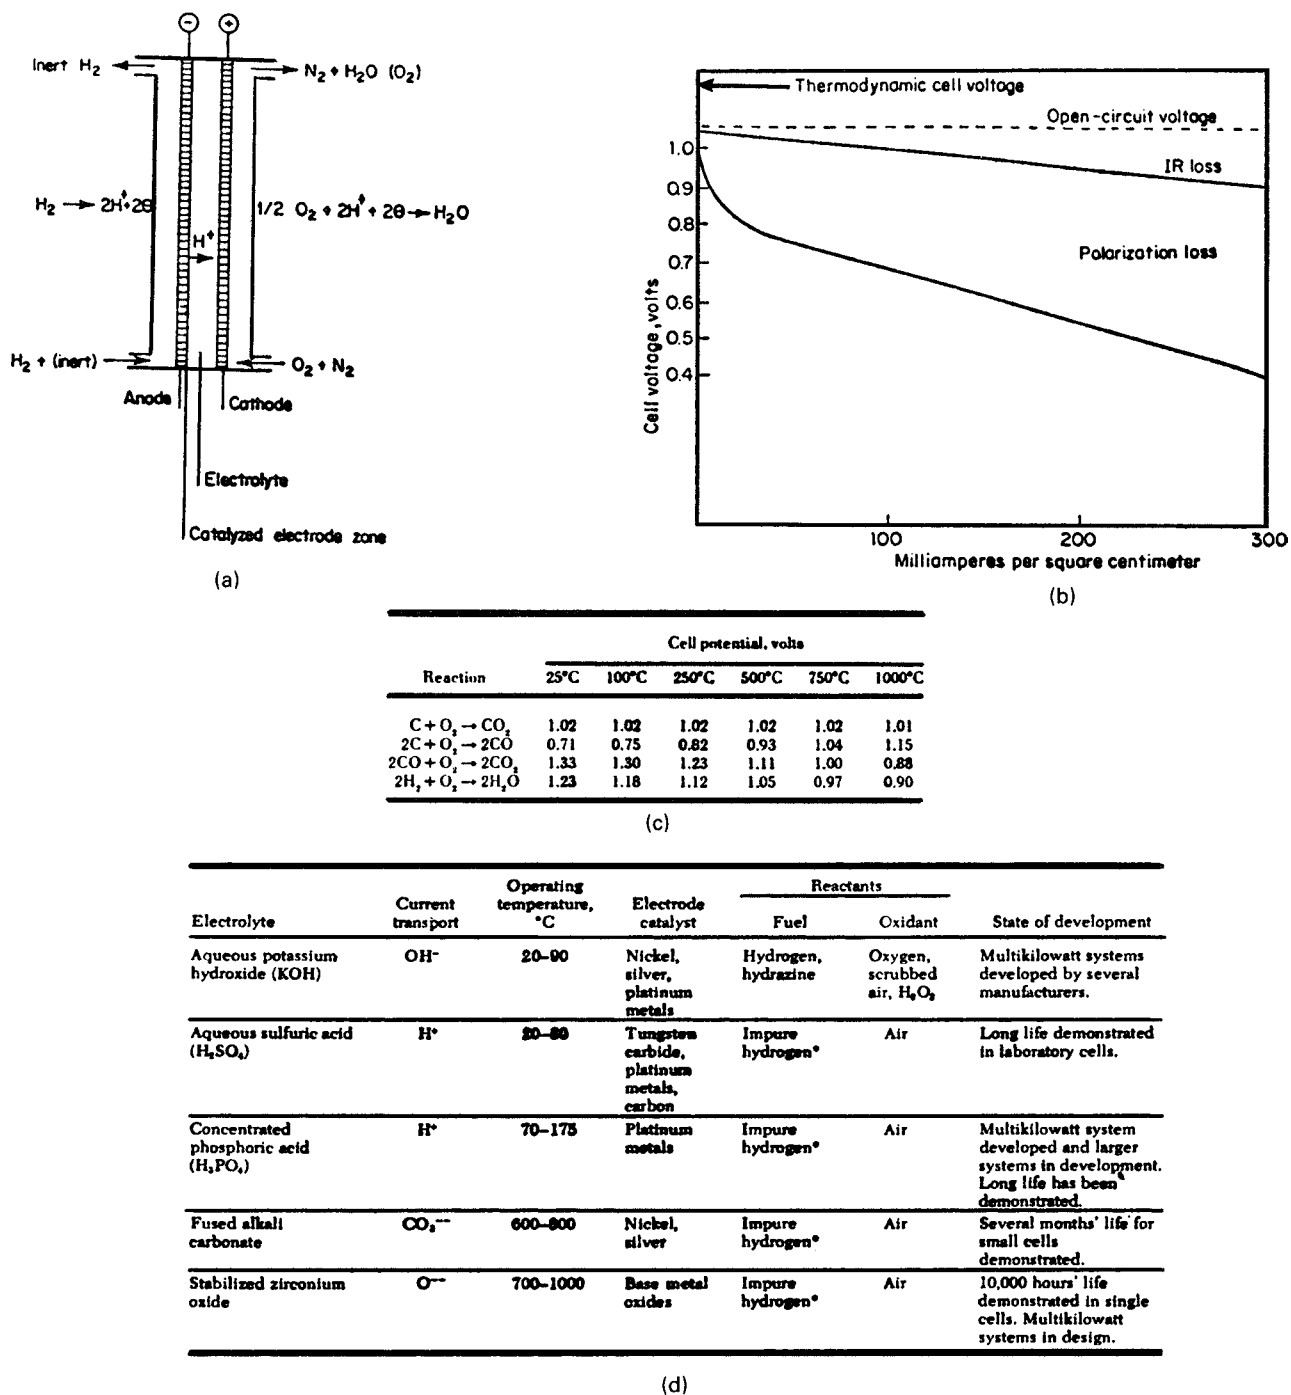 − +
Inert H₂
N₂ + H₂O (O₂)
H₂ → 2H⁺+2Θ
1/2 O₂ + 2H⁺ + 2Θ → H₂O
H⁺
H₂ + (inert)
O₂ + N₂
Anode
Cathode
Electrolyte
Catalyzed electrode zone
(a)
Thermodynamic cell voltage
Open-circuit voltage
IR loss
Polarization loss
1.0
0.9
0.8
0.7
0.6
0.5
0.4
Cell voltage, volts
100 200 300
Milliamperes per square centimeter
(b)
Cell potential, volts
Reaction 25°C 100°C 250°C 500°C 750°C 1000°C
C + O₂ → CO₂ 1.02 1.02 1.02 1.02 1.02 1.01
2C + O₂ → 2CO 0.71 0.75 0.82 0.93 1.04 1.15
2CO + O₂ → 2CO₂ 1.33 1.30 1.23 1.11 1.00 0.88
2H₂ + O₂ → 2H₂O 1.23 1.18 1.12 1.05 0.97 0.90
(c)
Electrolyte
Current
transport
Operating
temperature,
°C
Electrode
catalyst
Reactants
Fuel
Oxidant
State of development
Aqueous potassium
hydroxide (KOH)
OH⁻
20–90
Nickel,
silver,
platinum
metals
Hydrogen,
hydrazine
Oxygen,
scrubbed
air, H₂O₂
Multikilowatt systems
developed by several
manufacturers.
Aqueous sulfuric acid
(H₂SO₄)
H⁺
20–80
Tungsten
carbide,
platinum
metals,
carbon
Impure
hydrogen*
Air
Long life demonstrated
in laboratory cells.
Concentrated
phosphoric acid
(H₃PO₄)
H⁺
70–175
Platinum
metals
Impure
hydrogen*
Air
Multikilowatt system
developed and larger
systems in development.
Long life has been
demonstrated.
Fused alkali
carbonate
CO₃⁻⁻
600–800
Nickel,
silver
Impure
hydrogen*
Air
Several months' life for
small cells
demonstrated.
Stabilized zirconium
oxide
O⁻⁻
700–1000
Base metal
oxides
Impure
hydrogen*
Air
10,000 hours' life
demonstrated in single
cells. Multikilowatt
systems in design.
(d)